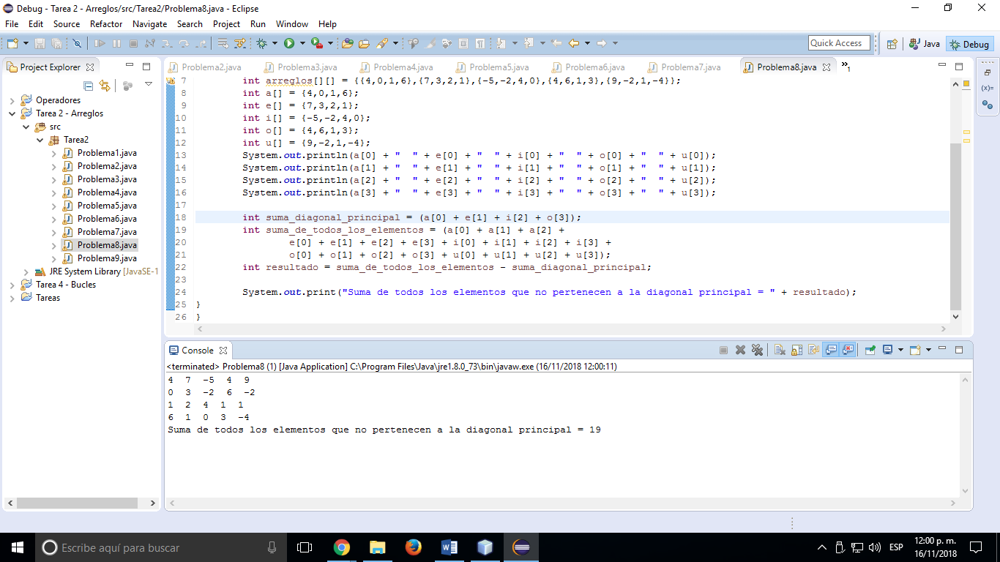 Debug - Tarea 2 - Arreglos/src/Tarea2/Problema8.java - Eclipse
File Edit Source Refactor Navigate Search Project Run Window Help
Quick Access
Java
Debug
Project Explorer
Operadores
Tarea 2 - Arreglos
src
Tarea2
Problema1.java
Problema2.java
Problema3.java
Problema4.java
Problema5.java
Problema6.java
Problema7.java
Problema8.java
Problema9.java
JRE System Library [JavaSE-1
Tarea 4 - Bucles
Tareas
Problema2.java Problema3.java Problema4.java Problema5.java Problema6.java Problema7.java Problema8.java »1
7 int arreglos[][] = {{4,0,1,6},{7,3,2,1},{-5,-2,4,0},{4,6,1,3},{9,-2,1,-4}};
8 int a[] = {4,0,1,6};
9 int e[] = {7,3,2,1};
10 int i[] = {-5,-2,4,0};
11 int o[] = {4,6,1,3};
12 int u[] = {9,-2,1,-4};
13 System.out.println(a[0] + "  " + e[0] + "  " + i[0] + "  " + o[0] + "  " + u[0]);
14 System.out.println(a[1] + "  " + e[1] + "  " + i[1] + "  " + o[1] + "  " + u[1]);
15 System.out.println(a[2] + "  " + e[2] + "  " + i[2] + "  " + o[2] + "  " + u[2]);
16 System.out.println(a[3] + "  " + e[3] + "  " + i[3] + "  " + o[3] + "  " + u[3]);
17
18 int suma_diagonal_principal = (a[0] + e[1] + i[2] + o[3]);
19 int suma_de_todos_los_elementos = (a[0] + a[1] + a[2] +
20 e[0] + e[1] + e[2] + e[3] + i[0] + i[1] + i[2] + i[3] +
21 o[0] + o[1] + o[2] + o[3] + u[0] + u[1] + u[2] + u[3]);
22 int resultado = suma_de_todos_los_elementos - suma_diagonal_principal;
23
24 System.out.print("Suma de todos los elementos que no pertenecen a la diagonal principal = " + resultado);
25 }
26 }
(x)=
Console
<terminated> Problema8 (1) [Java Application] C:\Program Files\Java\jre1.8.0_73\bin\javaw.exe (16/11/2018 12:00:11)
4  7  -5  4  9
0  3  -2  6  -2
1  2  4  1  1
6  1  0  3  -4
Suma de todos los elementos que no pertenecen a la diagonal principal = 19
Escribe aquí para buscar
ESP
12:00 p. m.
16/11/2018